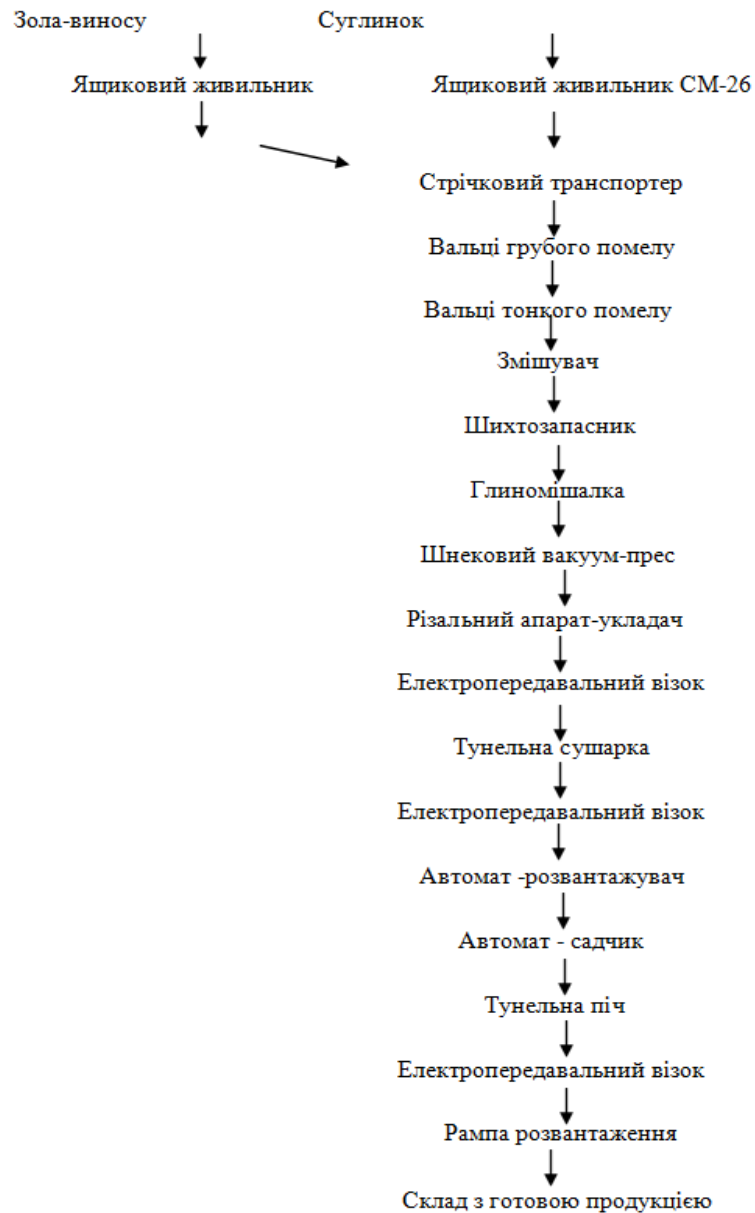 Зола-виносу Суглинок
Ящиковий живильник Ящиковий живильник СМ-26
Стрічковий транспортер
Вальці грубого помелу
Вальці тонкого помелу
Змішувач
Шихтозапасник
Глиномішалка
Шнековий вакуум-прес
Різальний апарат-укладач
Електропередавальний візок
Тунельна сушарка
Електропередавальний візок
Автомат -розвантажувач
Автомат - садчик
Тунельна піч
Електропередавальний візок
Рампа розвантаження
Склад з готовою продукцією